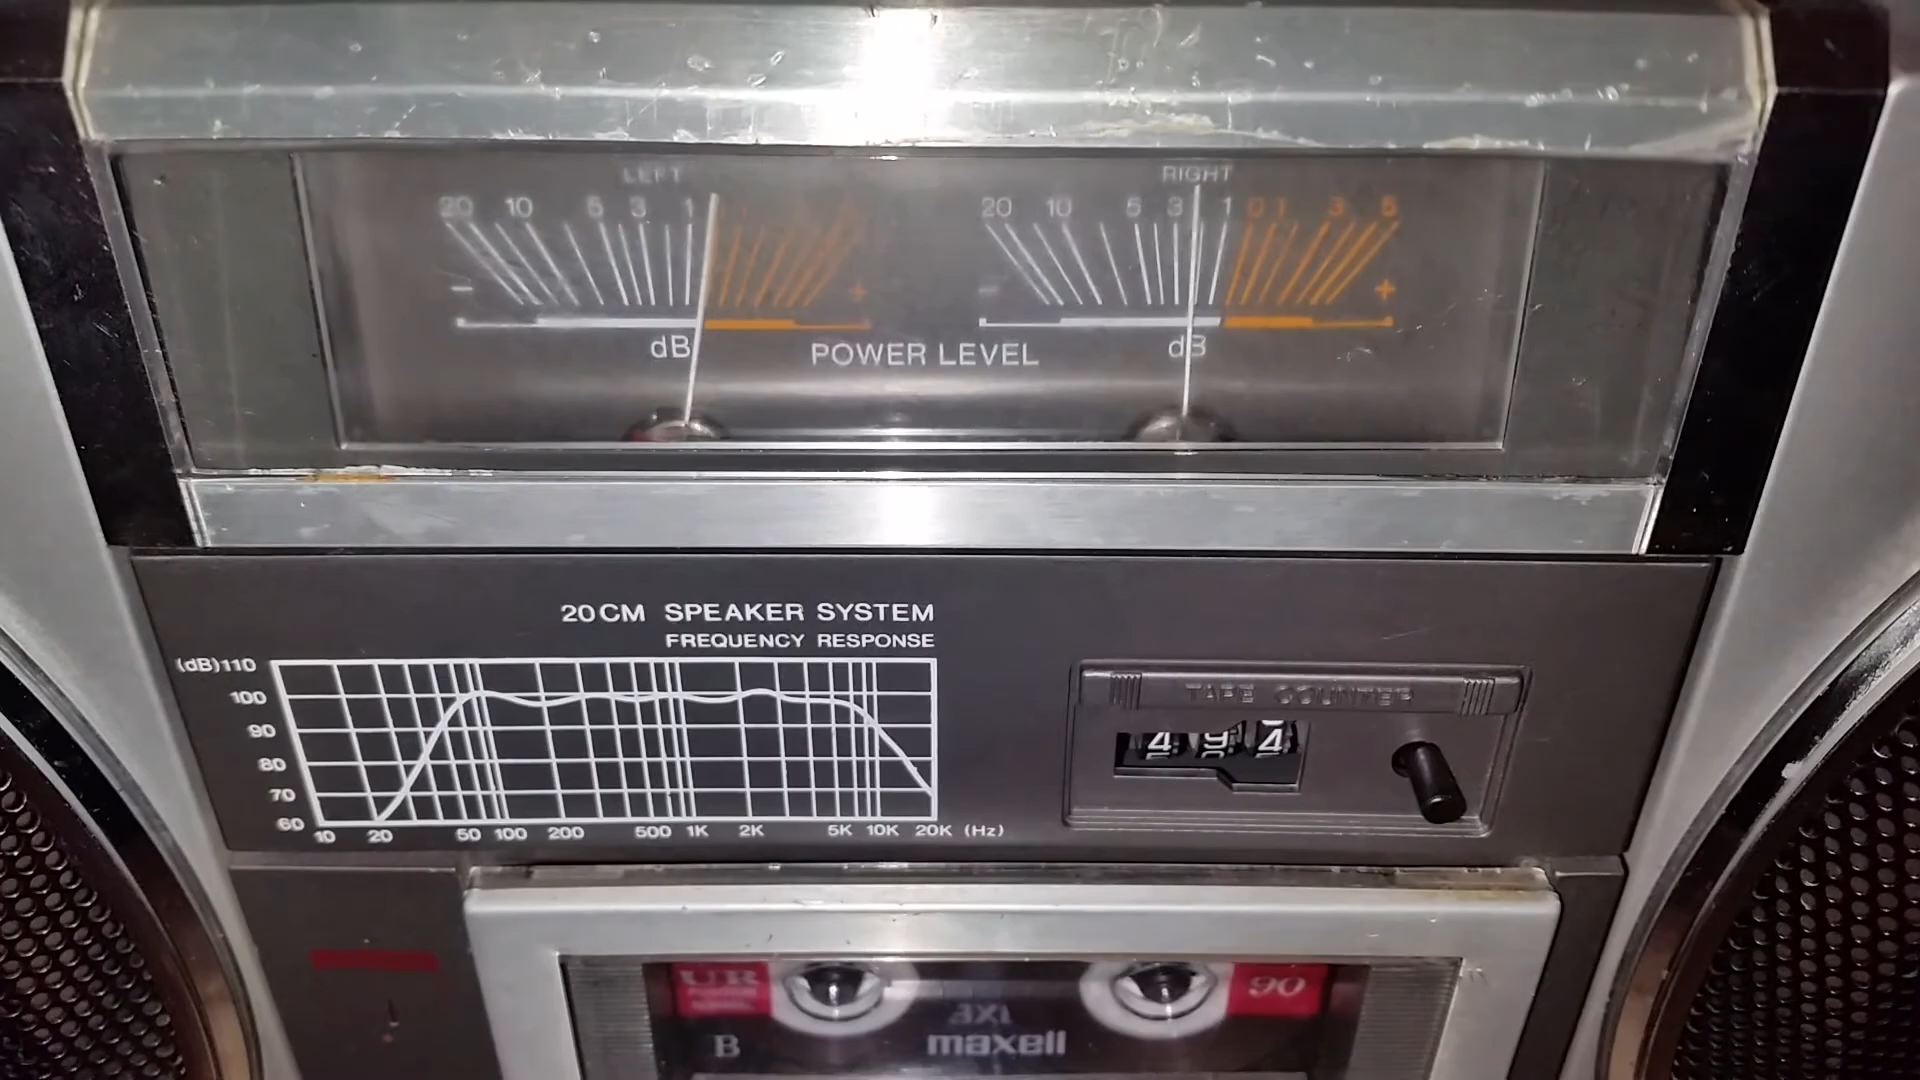 LEFT RIGHT
20 10 5 3 1 20 10 5 3 1 0 1 3 5
- + - +
dB POWER LEVEL dB
20CM SPEAKER SYSTEM
FREQUENCY RESPONSE
(dB)110
100
90
80
70
60
10 20 50 100 200 500 1K 2K 5K 10K 20K (Hz)
TAPE COUNTER
4 9 4
UR 90
B maxell